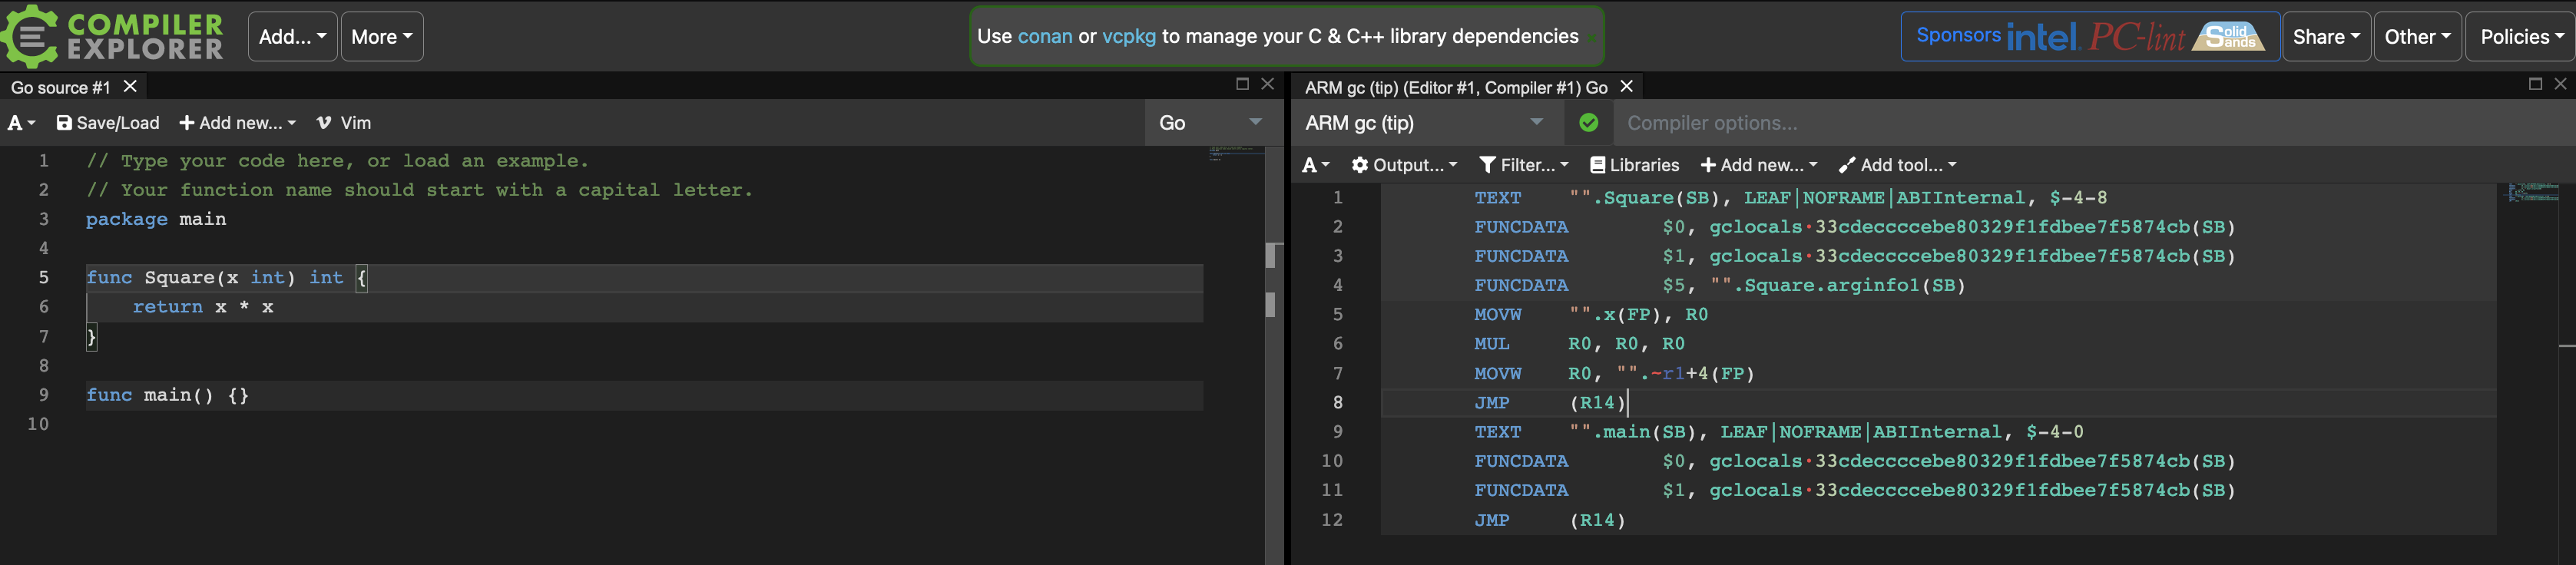 COMPILER EXPLORER
Add...
More
Use conan or vcpkg to manage your C & C++ library dependencies
Sponsors intel. PC-lint Solid Sands
Share
Other
Policies
Go source #1
A
Save/Load
Add new...
Vim
Go
1 // Type your code here, or load an example.
2 // Your function name should start with a capital letter.
3 package main
4
5 func Square(x int) int {
6     return x * x
7 }
8
9 func main() {}
10
ARM gc (tip) (Editor #1, Compiler #1) Go
ARM gc (tip)
Compiler options...
A
Output...
Filter...
Libraries
Add new...
Add tool...
1 TEXT "".Square(SB), LEAF|NOFRAME|ABIInternal, $-4-8
2 FUNCDATA $0, gclocals·33cdeccccebe80329f1fdbee7f5874cb(SB)
3 FUNCDATA $1, gclocals·33cdeccccebe80329f1fdbee7f5874cb(SB)
4 FUNCDATA $5, "".Square.arginfo1(SB)
5 MOVW "".x(FP), R0
6 MUL R0, R0, R0
7 MOVW R0, "".~r1+4(FP)
8 JMP (R14)
9 TEXT "".main(SB), LEAF|NOFRAME|ABIInternal, $-4-0
10 FUNCDATA $0, gclocals·33cdeccccebe80329f1fdbee7f5874cb(SB)
11 FUNCDATA $1, gclocals·33cdeccccebe80329f1fdbee7f5874cb(SB)
12 JMP (R14)